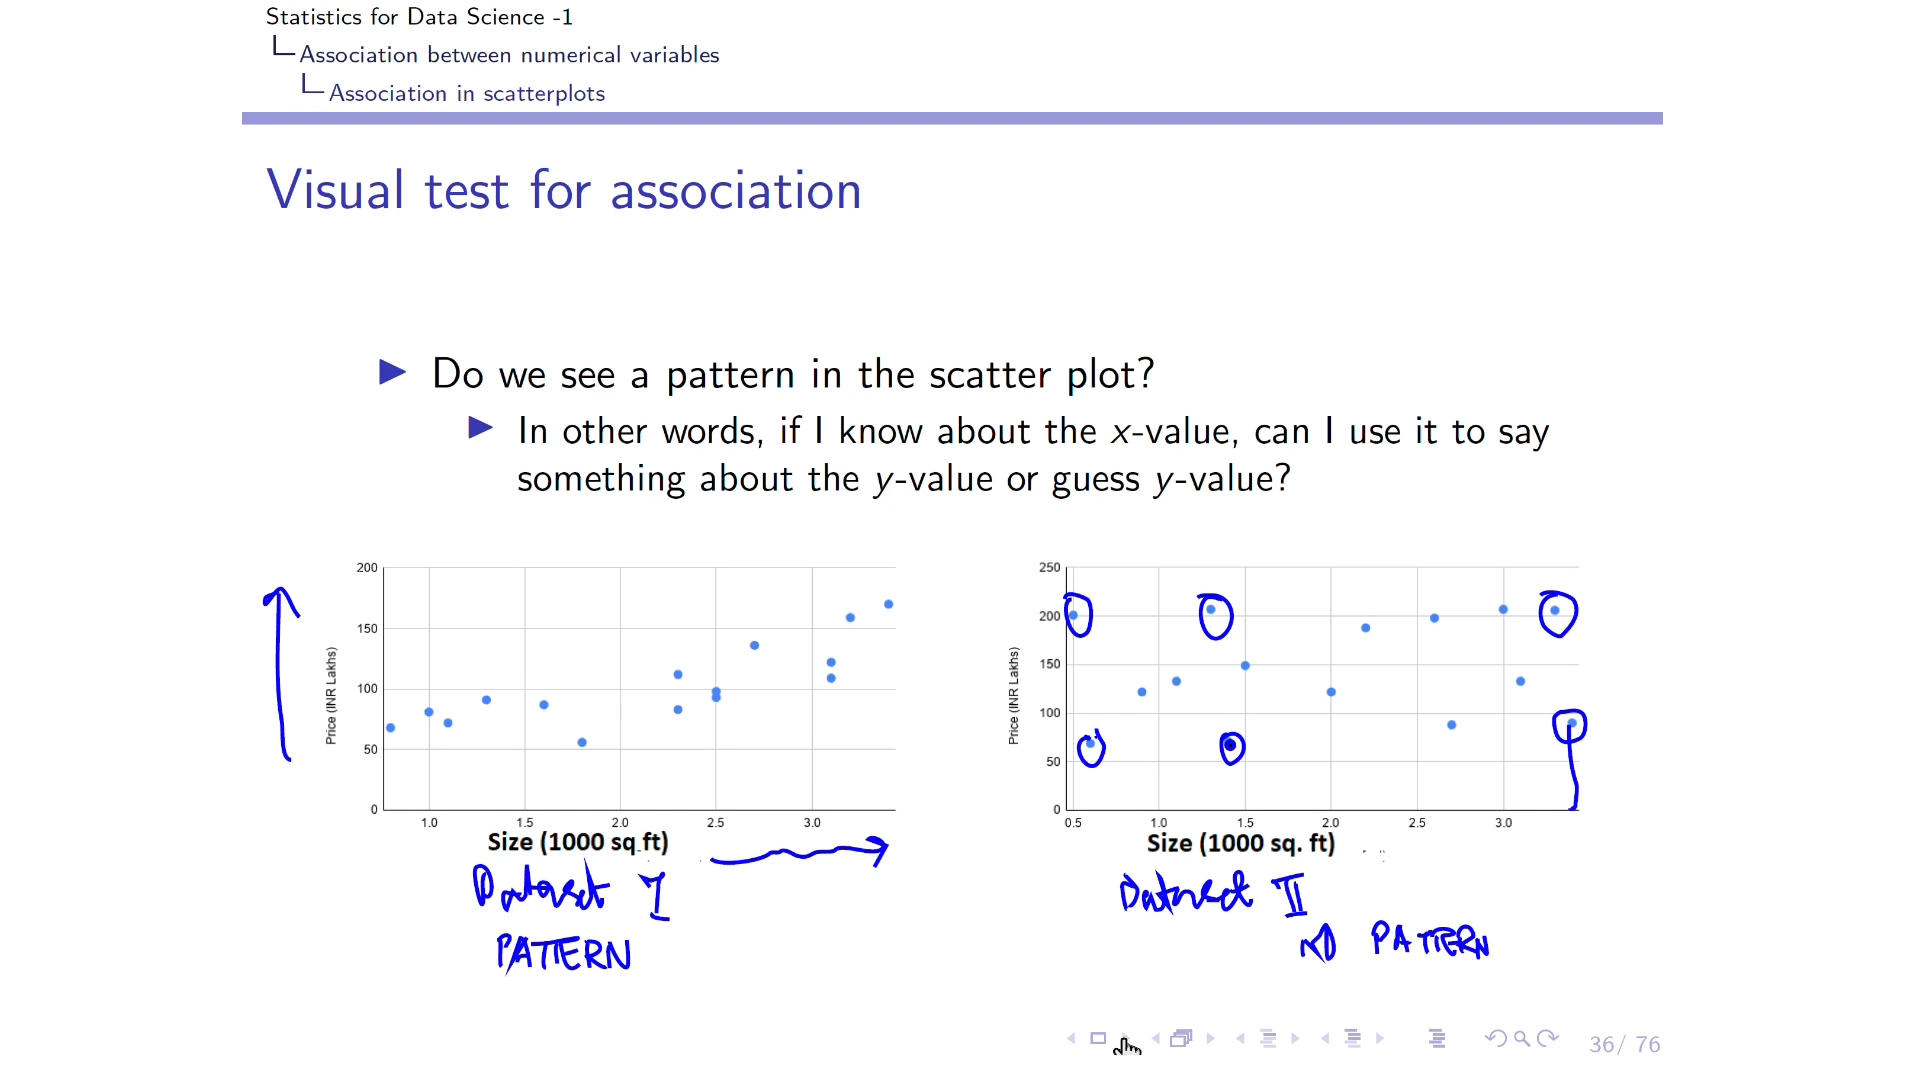 Statistics for Data Science -1
Association between numerical variables
Association in scatterplots
Visual test for association
Do we see a pattern in the scatter plot?
In other words, if I know about the x-value, can I use it to say
something about the y-value or guess y-value?
200
150
100
50
0
Price (INR Lakhs)
1.0 1.5 2.0 2.5 3.0
Size (1000 sq.ft)
Dataset I
PATTERN
250
200
150
100
50
0
Price (INR Lakhs)
0.5 1.0 1.5 2.0 2.5 3.0
Size (1000 sq. ft)
Dataset II
NO PATTERN
36/ 76